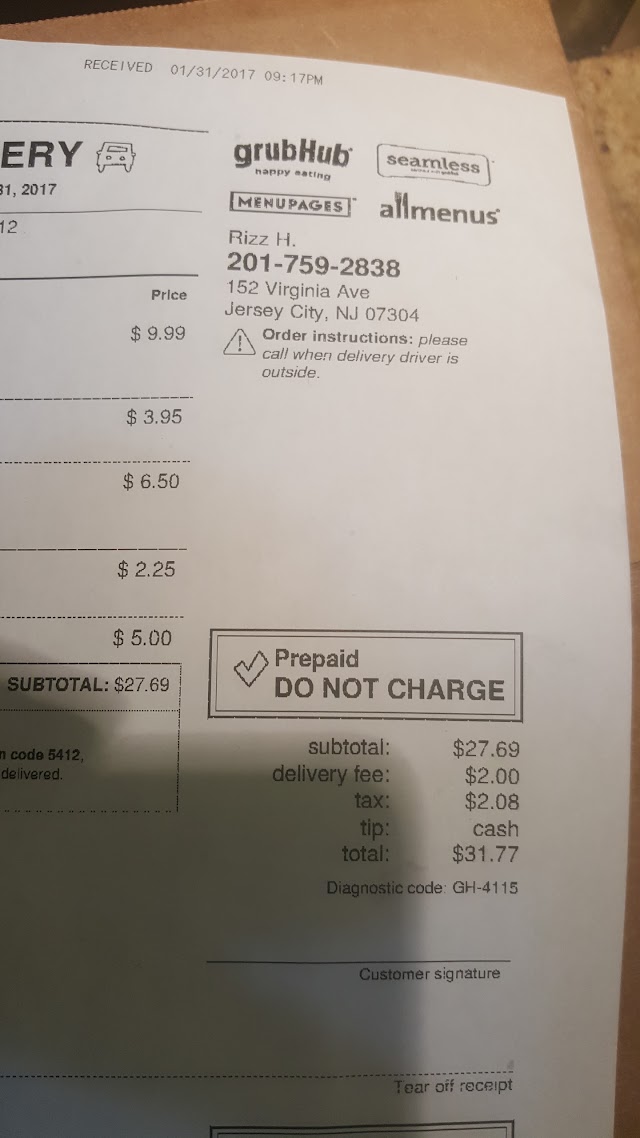 RECEIVED 01/31/2017 09:17PM
ERY
31, 2017
12
Price
$ 9.99
$ 3.95
$ 6.50
$ 2.25
$ 5.00
SUBTOTAL: $27.69
n code 5412,
delivered.
grubHub
happy eating
seamless
MENUPAGES
allmenus
Rizz H.
201-759-2838
152 Virginia Ave
Jersey City, NJ 07304
Order instructions: please
call when delivery driver is
outside.
Prepaid
DO NOT CHARGE
subtotal: $27.69
delivery fee: $2.00
tax: $2.08
tip: cash
total: $31.77
Diagnostic code: GH-4115
Customer signature
Tear off receipt